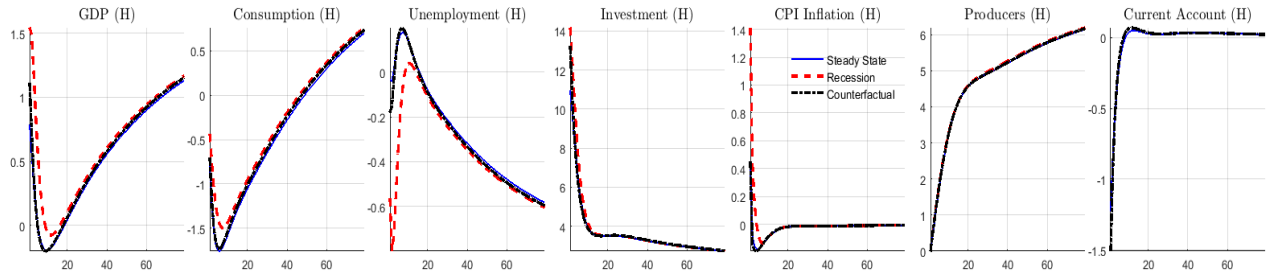 GDP (H)
1.5
1
0.5
0
20 40 60
Consumption (H)
0.5
0
-0.5
-1
-1.5
20 40 60
Unemployment (H)
0
-0.2
-0.4
-0.6
20 40 60
Investment (H)
14
12
10
8
6
4
20 40 60
CPI Inflation (H)
1.4
1.2
1
0.8
0.6
0.4
0.2
0
Steady State
Recession
Counterfactual
20 40 60
Producers (H)
6
5
4
3
2
1
0
20 40 60
Current Account (H)
0
-0.5
-1
-1.5
20 40 60